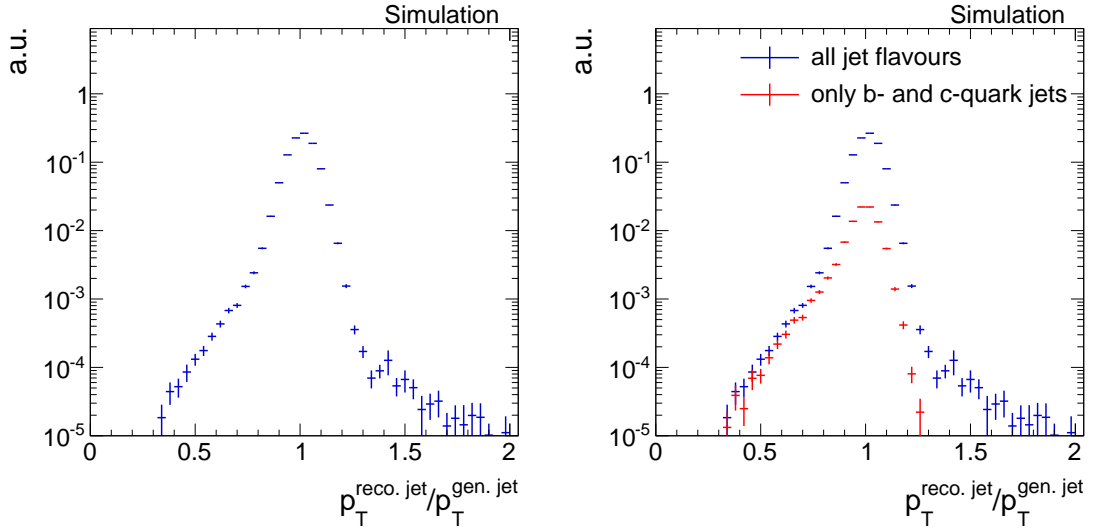 Simulation
a.u.
1
10^-1
10^-2
10^-3
10^-4
10^-5
0 0.5 1 1.5 2
p_T^reco. jet/p_T^gen. jet
Simulation
a.u.
all jet flavours
only b- and c-quark jets
1
10^-1
10^-2
10^-3
10^-4
10^-5
0 0.5 1 1.5 2
p_T^reco. jet/p_T^gen. jet